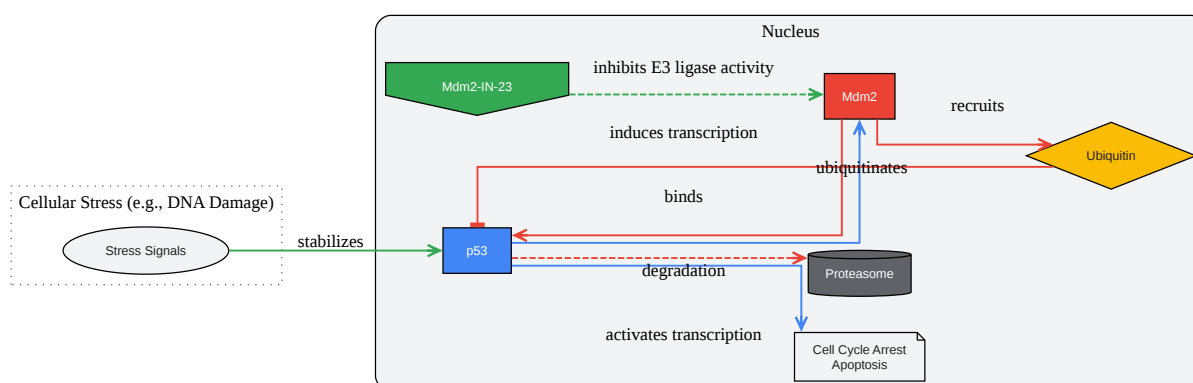 Nucleus
inhibits E3 ligase activity
Mdm2-IN-23
Mdm2
recruits
induces transcription
Ubiquitin
ubiquitinates
binds
Cellular Stress (e.g., DNA Damage)
Stress Signals
stabilizes
p53
degradation
Proteasome
activates transcription
Cell Cycle Arrest
Apoptosis